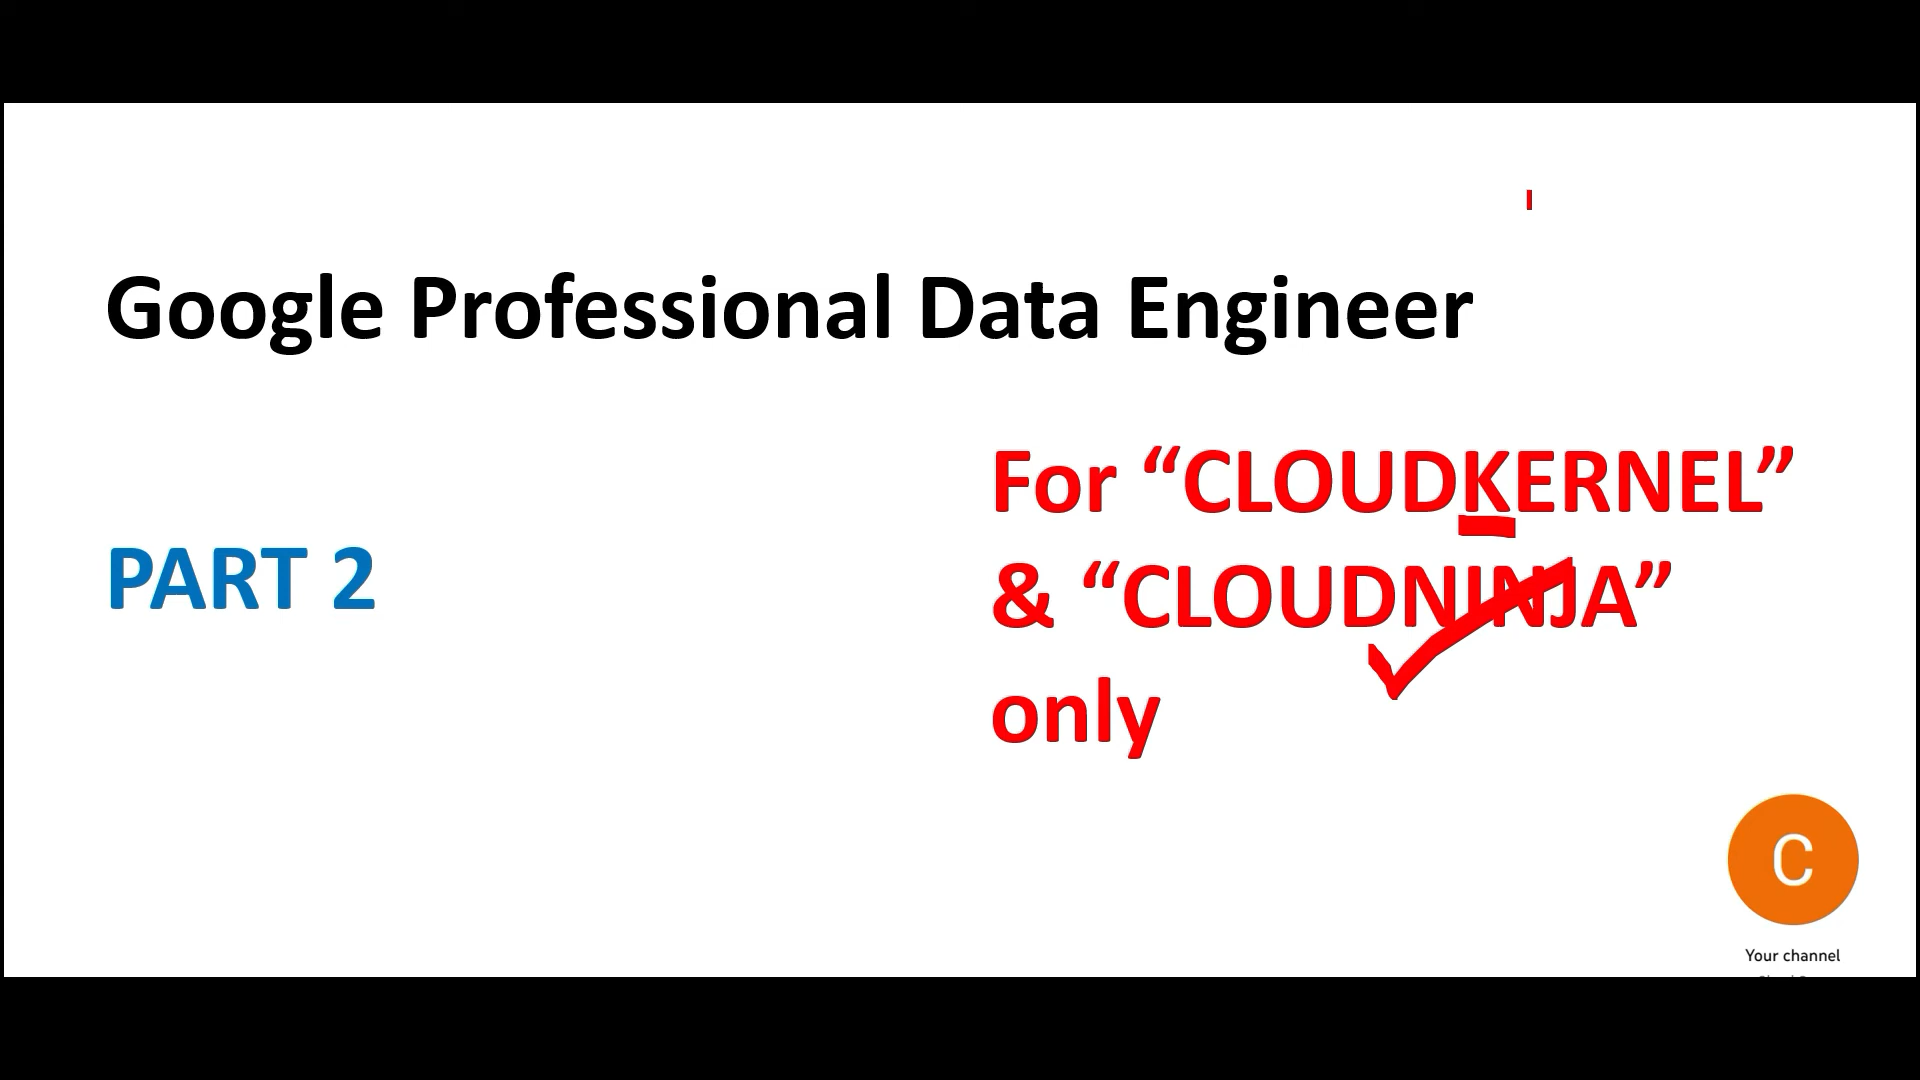 Google Professional Data Engineer
For “CLOUDKERNEL”
& “CLOUDNINJA”
only
PART 2
C
Your channel